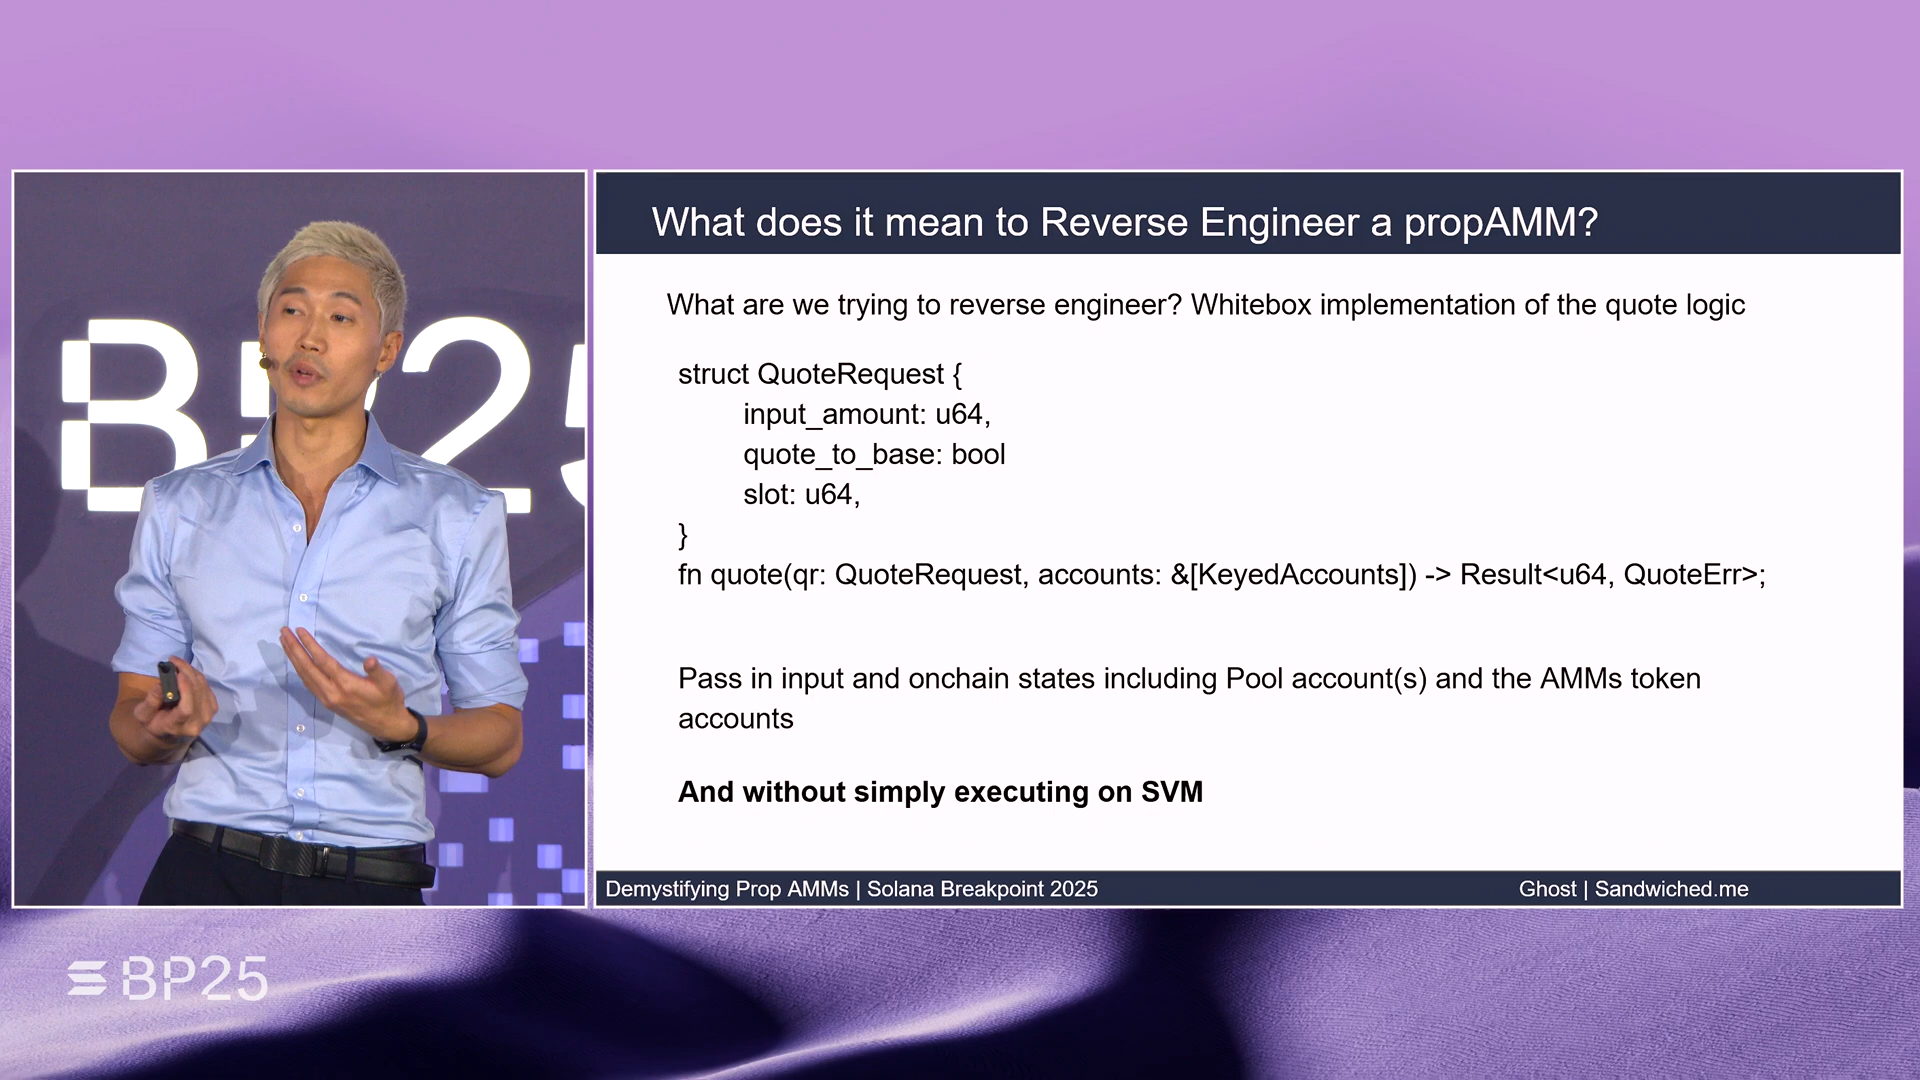 What does it mean to Reverse Engineer a propAMM?
What are we trying to reverse engineer? Whitebox implementation of the quote logic
struct QuoteRequest {
input_amount: u64,
quote_to_base: bool
slot: u64,
}
fn quote(qr: QuoteRequest, accounts: &[KeyedAccounts]) -> Result<u64, QuoteErr>;
Pass in input and onchain states including Pool account(s) and the AMMs token
accounts
And without simply executing on SVM
Demystifying Prop AMMs | Solana Breakpoint 2025
Ghost | Sandwiched.me
BP25
BP25